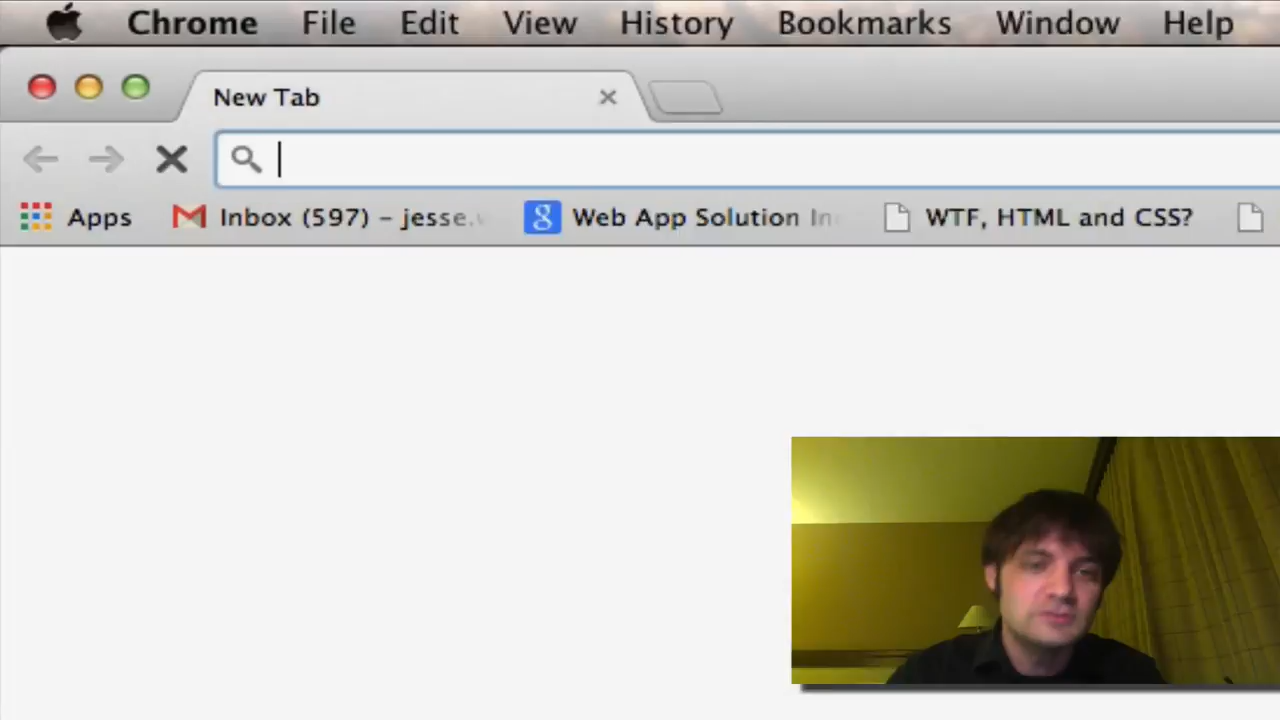 Chrome File Edit View History Bookmarks Window Help
New Tab
Apps Inbox (597) – jesse. Web App Solution In WTF, HTML and CSS?